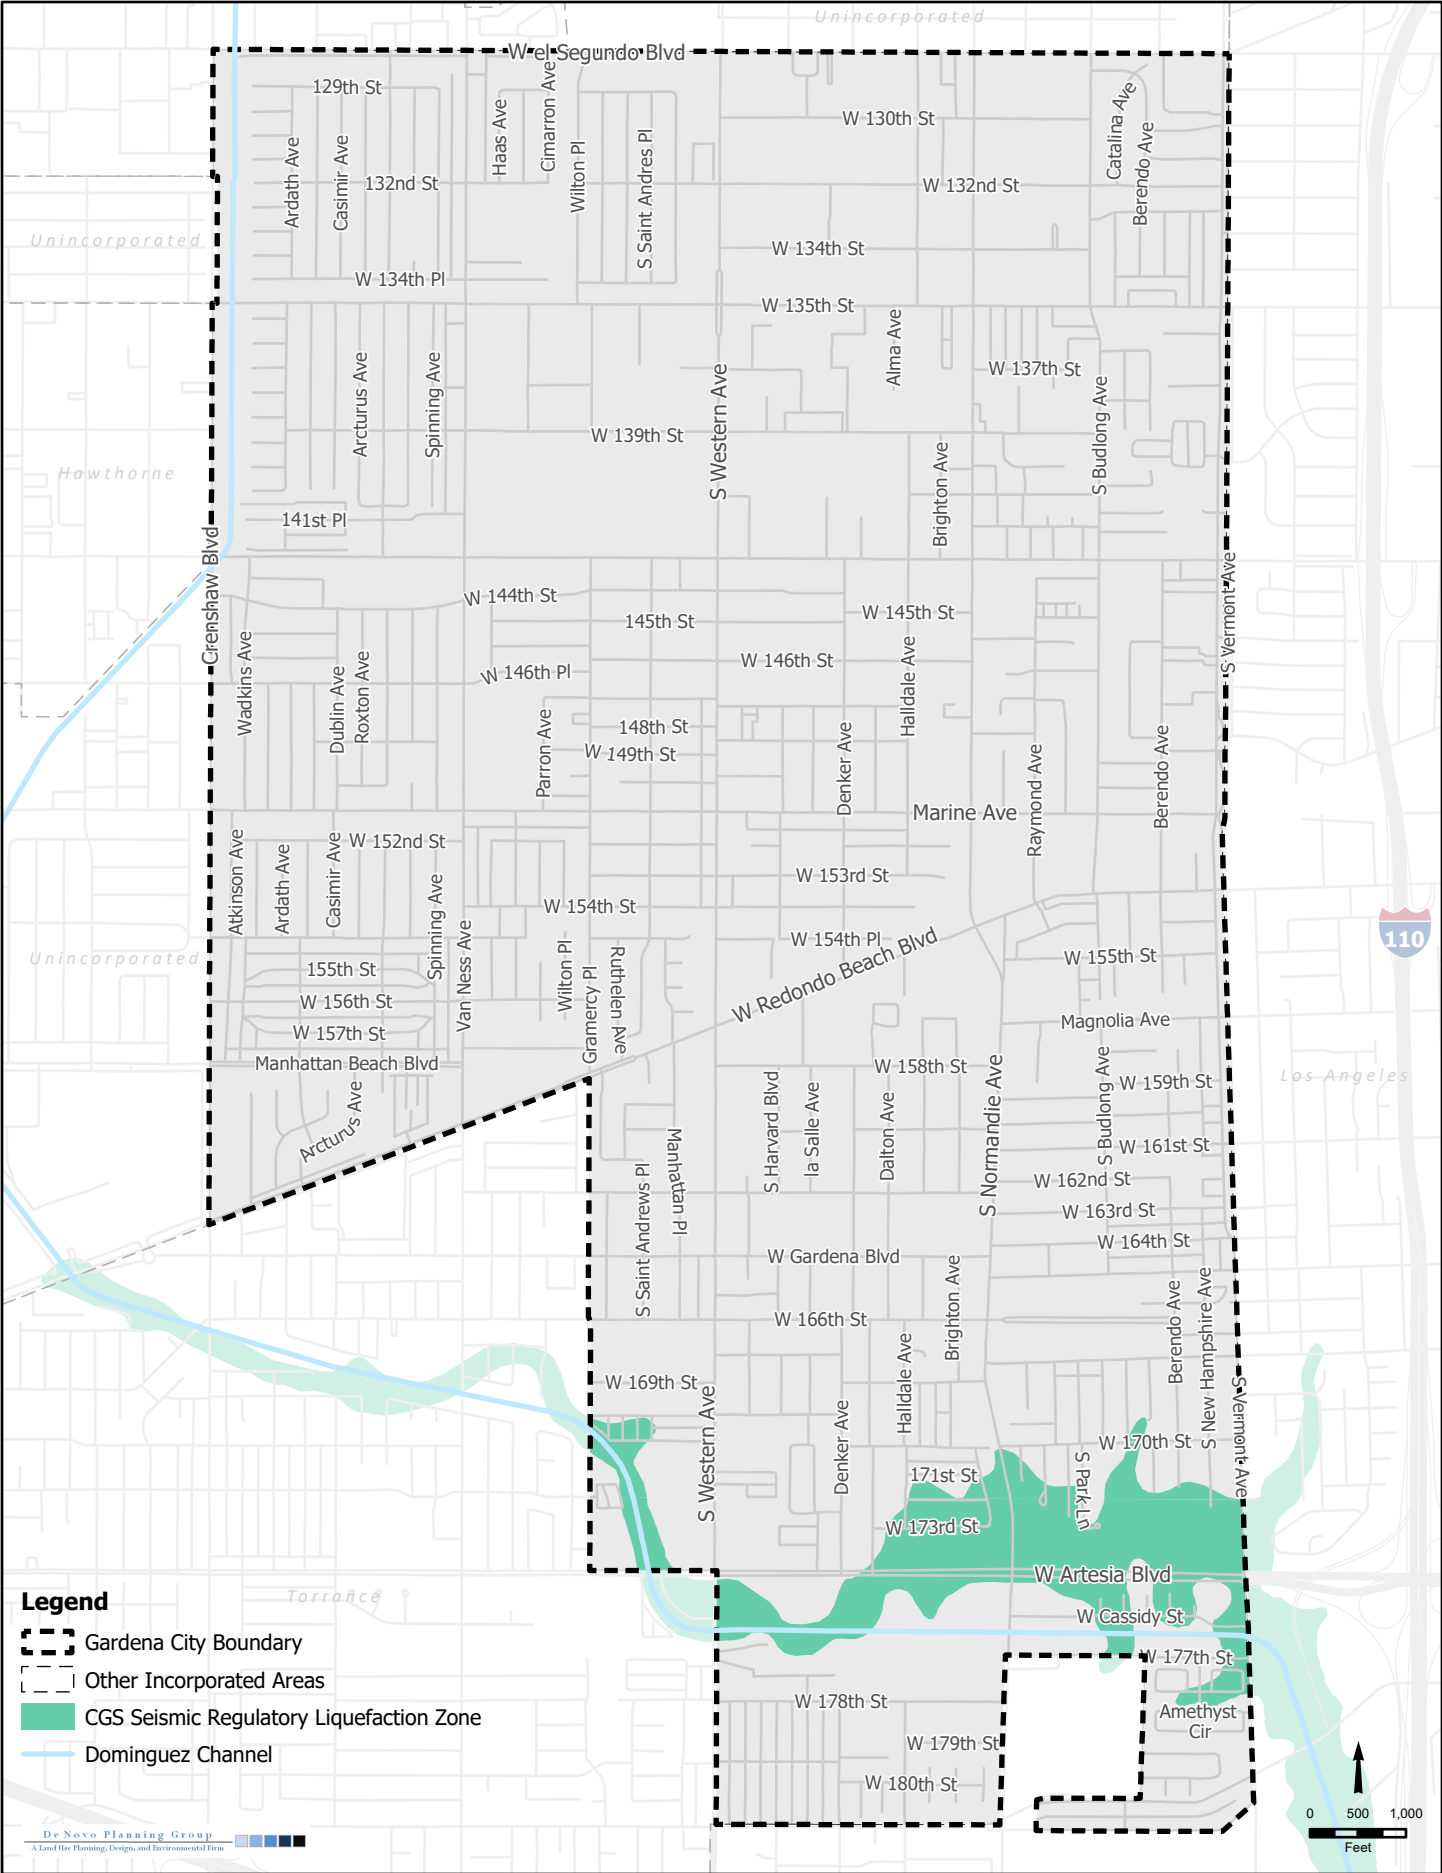 Unincorporated
W el Segundo Blvd
129th St
Haas Ave
Cimarron Ave
Wilton Pl
S Saint Andres Pl
W 130th St
Catalina Ave
Berendo Ave
Ardath Ave
Casimir Ave
132nd St
W 132nd St
Unincorporated
W 134th St
W 134th Pl
W 135th St
Alma Ave
Arcturus Ave
Spinning Ave
S Western Ave
W 137th St
S Budlong Ave
W 139th St
Hawthorne
Brighton Ave
141st Pl
Crenshaw Blvd
S Vermont Ave
W 144th St
145th St
W 145th St
Wadkins Ave
Dublin Ave
Roxton Ave
W 146th Pl
W 146th St
Halldale Ave
Parron Ave
148th St
W 149th St
Denker Ave
Raymond Ave
Berendo Ave
Marine Ave
Atkinson Ave
Ardath Ave
Casimir Ave
W 152nd St
Spinning Ave
W 153rd St
W 154th St
110
Van Ness Ave
Wilton Pl
Gramercy Pl
Ruthelen Ave
W 154th Pl
W Redondo Beach Blvd
W 155th St
Unincorporated
155th St
W 156th St
W 157th St
Magnolia Ave
Manhattan Beach Blvd
W 158th St
S Normandie Ave
S Budlong Ave
W 159th St
Los Angeles
Arcturus Ave
Manhattan Pl
S Saint Andrews Pl
S Harvard Blvd
la Salle Ave
Dalton Ave
W 161st St
W 162nd St
W 163rd St
W 164th St
W Gardena Blvd
Brighton Ave
Berendo Ave
S New Hampshire Ave
W 166th St
Halldale Ave
W 169th St
S Western Ave
Denker Ave
S Vermont Ave
W 170th St
171st St
S Park Ln
W 173rd St
W Artesia Blvd
Torrance
W Cassidy St
W 177th St
W 178th St
Amethyst
Cir
W 179th St
W 180th St
Legend
Gardena City Boundary
Other Incorporated Areas
CGS Seismic Regulatory Liquefaction Zone
Dominguez Channel
De Novo Planning Group
A Land Use Planning, Design, and Environmental Firm
0 500 1,000
Feet